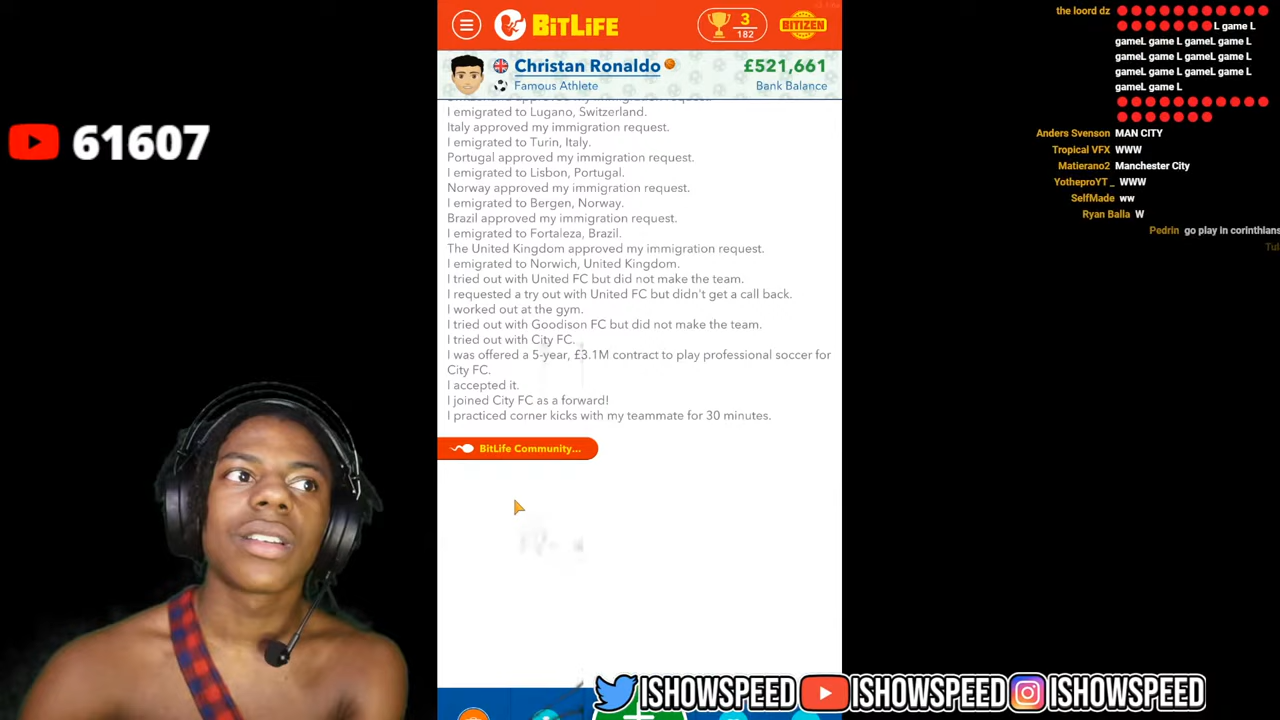 BITLIFE
3
182
BITIZEN
Christan Ronaldo
£521,661
Famous Athlete
Bank Balance
I emigrated to Lugano, Switzerland.
Italy approved my immigration request.
I emigrated to Turin, Italy.
Portugal approved my immigration request.
I emigrated to Lisbon, Portugal.
Norway approved my immigration request.
I emigrated to Bergen, Norway.
Brazil approved my immigration request.
I emigrated to Fortaleza, Brazil.
The United Kingdom approved my immigration request.
I emigrated to Norwich, United Kingdom.
I tried out with United FC but did not make the team.
I requested a try out with United FC but didn't get a call back.
I worked out at the gym.
I tried out with Goodison FC but did not make the team.
I tried out with City FC.
I was offered a 5-year, £3.1M contract to play professional soccer for
City FC.
I accepted it.
I joined City FC as a forward!
I practiced corner kicks with my teammate for 30 minutes.
BitLife Community...
61607
the loord dz
L game L
gameL game L gameL game L
gameL game L gameL game L
gameL game L gameL game L
gameL game L
Anders Svenson MAN CITY
Tropical VFX WWW
Matierano2 Manchester City
YotheproYT_ WWW
SelfMade ww
Ryan Balla W
Pedrin go play in corinthians
ISHOWSPEED ISHOWSPEED ISHOWSPEED